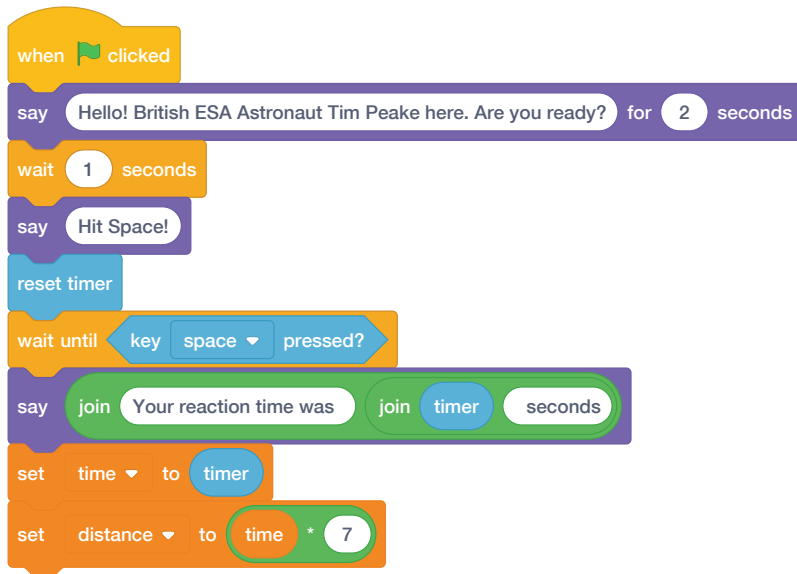 when clicked
say Hello! British ESA Astronaut Tim Peake here. Are you ready? for 2 seconds
wait 1 seconds
say Hit Space!
reset timer
wait until key space pressed?
say join Your reaction time was join timer seconds
set time to timer
set distance to time * 7